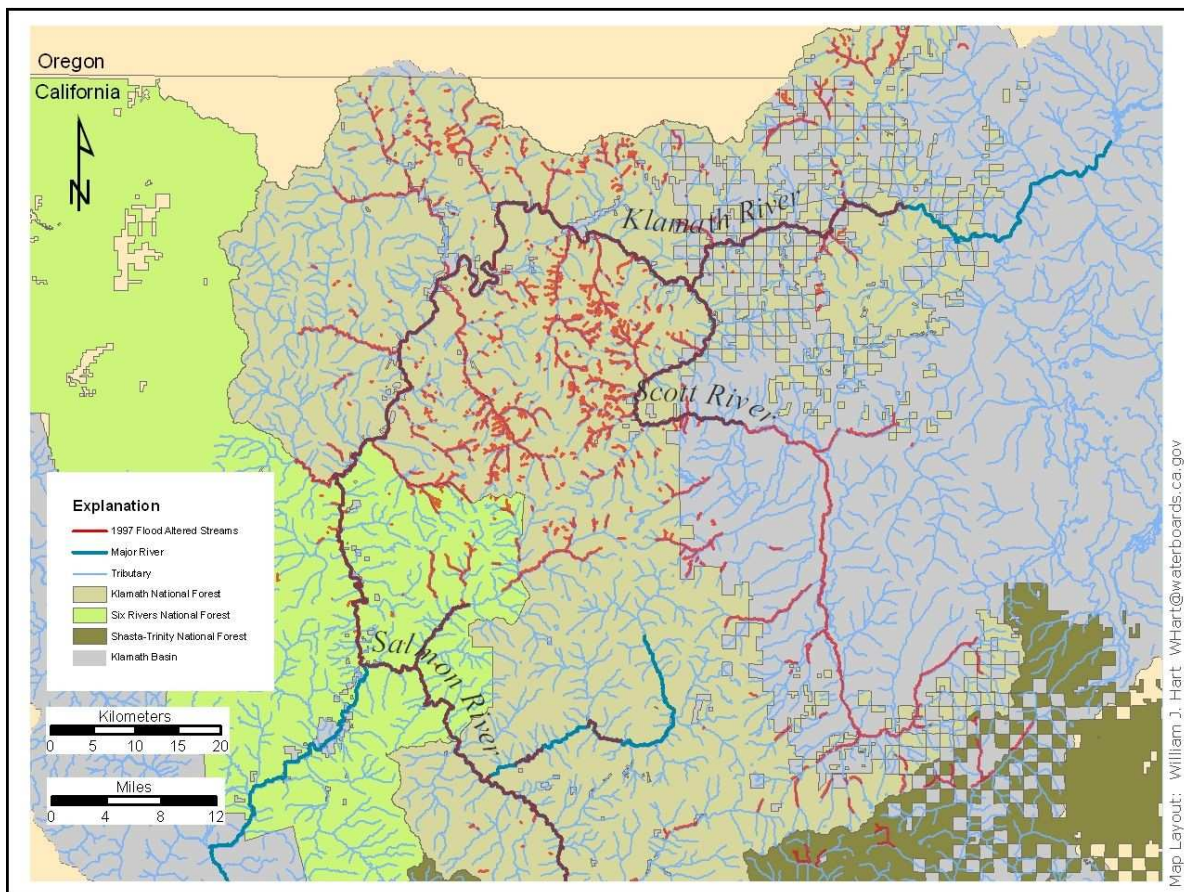 Oregon
California
N
Klamath River
Scott River
Salmon River
Explanation
1997 Flood Altered Streams
Major River
Tributary
Klamath National Forest
Six Rivers National Forest
Shasta-Trinity National Forest
Klamath Basin
Kilometers
0 5 10 15 20
Miles
0 4 8 12
Map Layout: William J. Hart WHart@waterboards.ca.gov